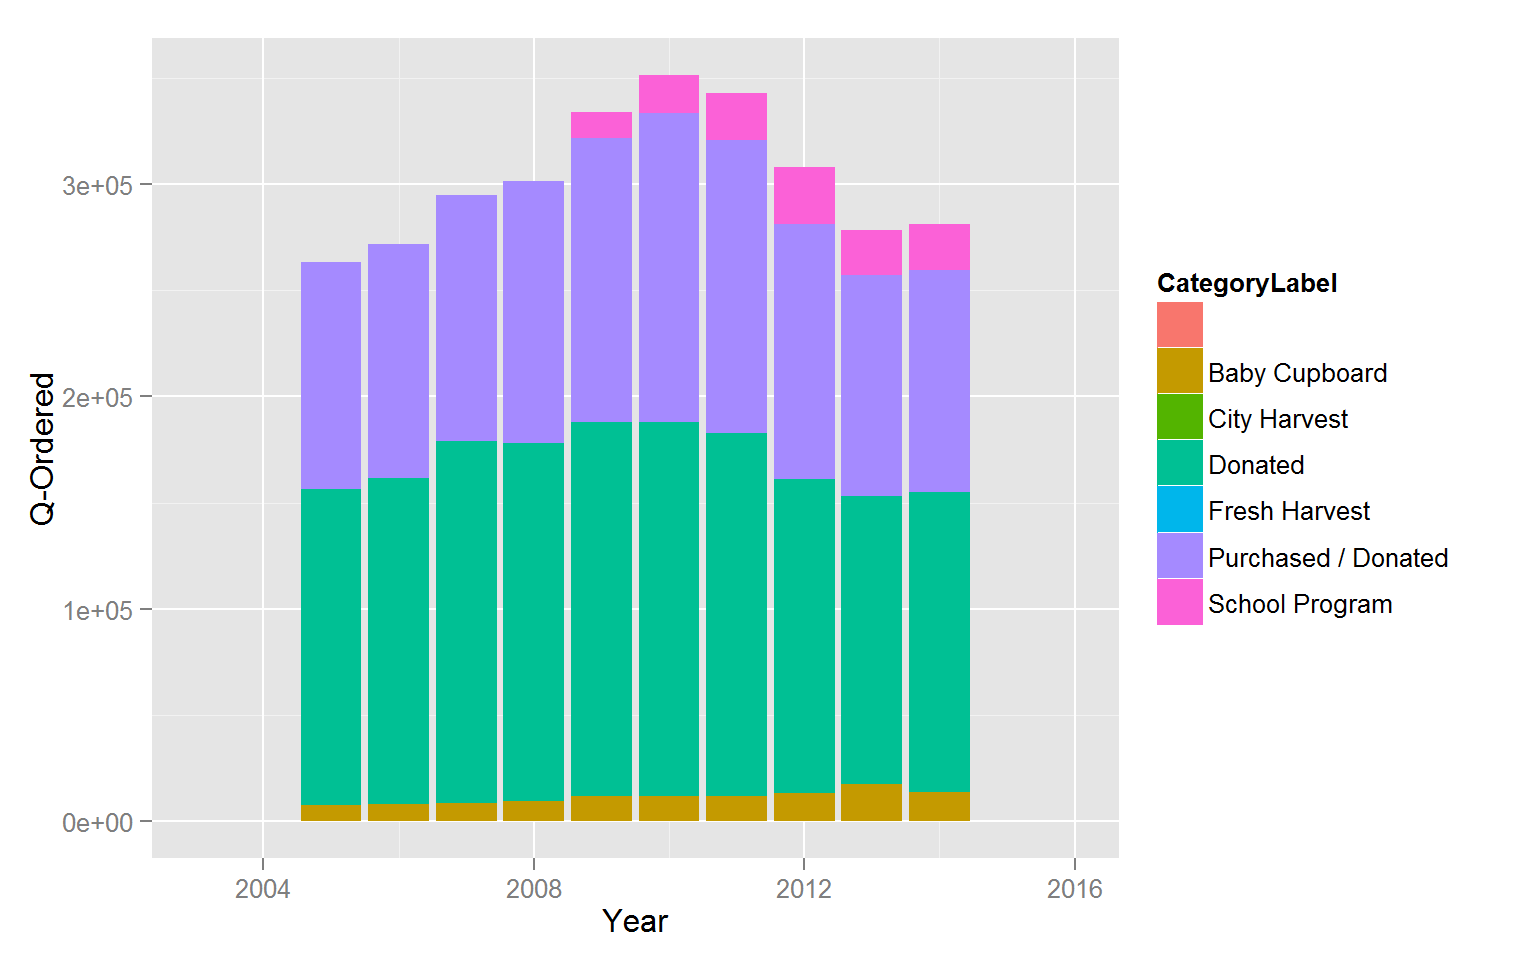 3e+05
2e+05
1e+05
0e+00
Q-Ordered
2004 2008 2012 2016
Year
CategoryLabel
Baby Cupboard
City Harvest
Donated
Fresh Harvest
Purchased / Donated
School Program